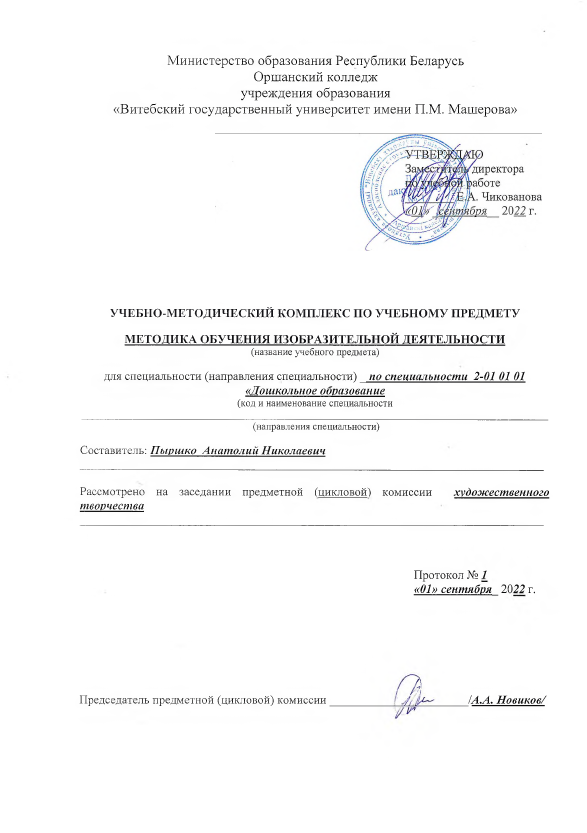 Министерство образования Республики Беларусь
Оршанский колледж
учреждения образования
«Витебский государственный университет имени П.М. Машерова»
УТВЕРЖДАЮ
Заместитель директора
по учебной работе
Е.А. Чикованова
«01» сентября 2022 г.
УЧЕБНО-МЕТОДИЧЕСКИЙ КОМПЛЕКС ПО УЧЕБНОМУ ПРЕДМЕТУ
МЕТОДИКА ОБУЧЕНИЯ ИЗОБРАЗИТЕЛЬНОЙ ДЕЯТЕЛЬНОСТИ
(название учебного предмета)
для специальности (направления специальности) по специальности 2-01 01 01
«Дошкольное образование
(код и наименование специальности
(направления специальности)
Составитель: Пыршко Анатолий Николаевич
Рассмотрено на заседании предметной (цикловой) комиссии художественного
творчества
Протокол № 1
«01» сентября 2022 г.
Председатель предметной (цикловой) комиссии /А.А. Новиков/